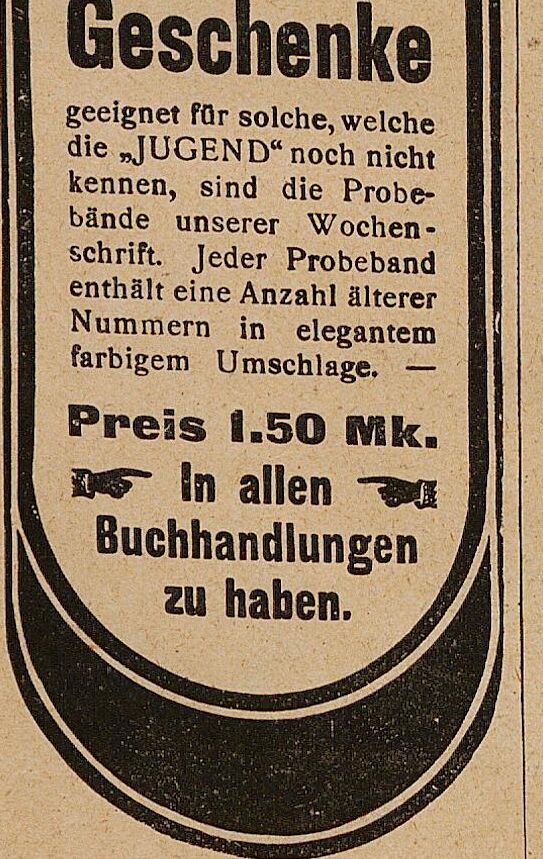 Geschenke
geeignet für solche, welche
die „JUGEND“ noch nicht
kennen, sind die Probe-
bände unserer Wochen-
schrift. Jeder Probeband
enthält eine Anzahl älterer
Nummern in elegantem
farbigem Umschlage. —
Preis 1.50 Mk.
In allen
Buchhandlungen
zu haben.